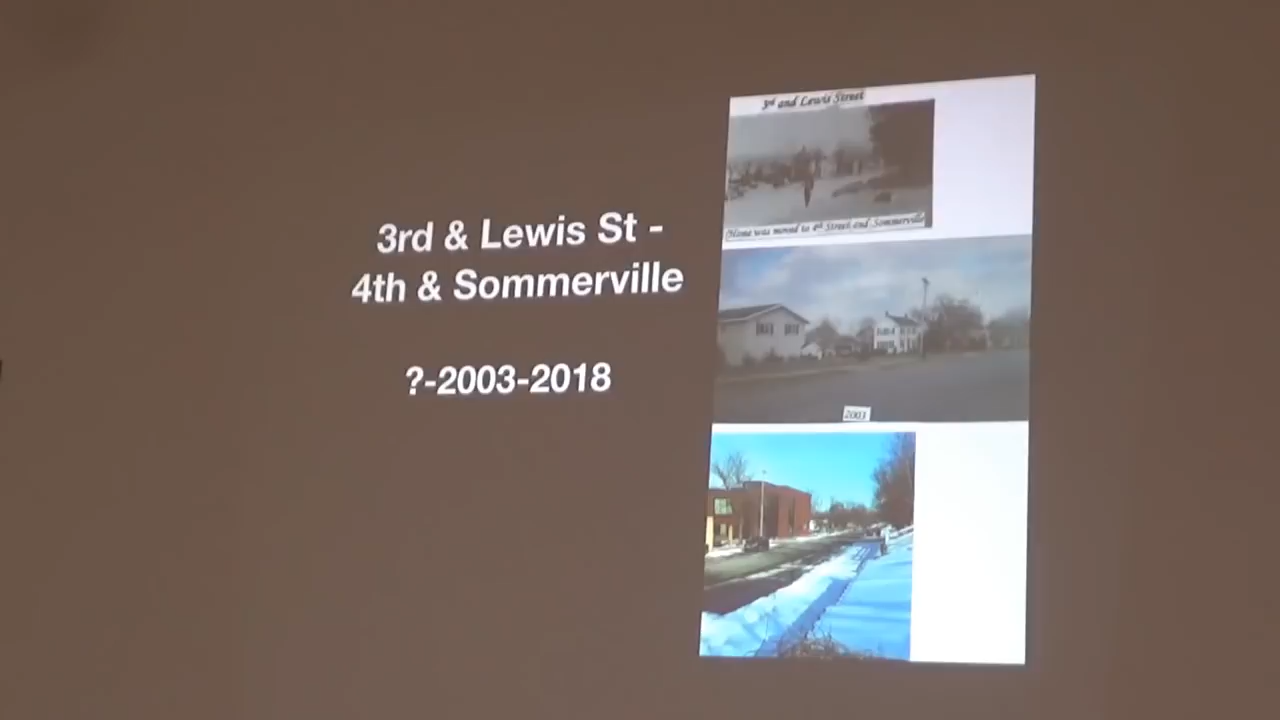 3rd & Lewis St -
4th & Sommerville
?-2003-2018
3rd and Lewis Street
Home was moved to 4th Street and Sommerville
2003